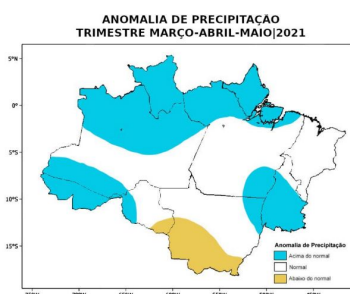 ANOMALIA DE PRECIPITAÇÃO
TRIMESTRE MARÇO-ABRIL-MAIO|2021
5°N
0°
5°S
10°S
15°S
Anomalia de Precipitação
Acima do normal
Normal
Abaixo do normal